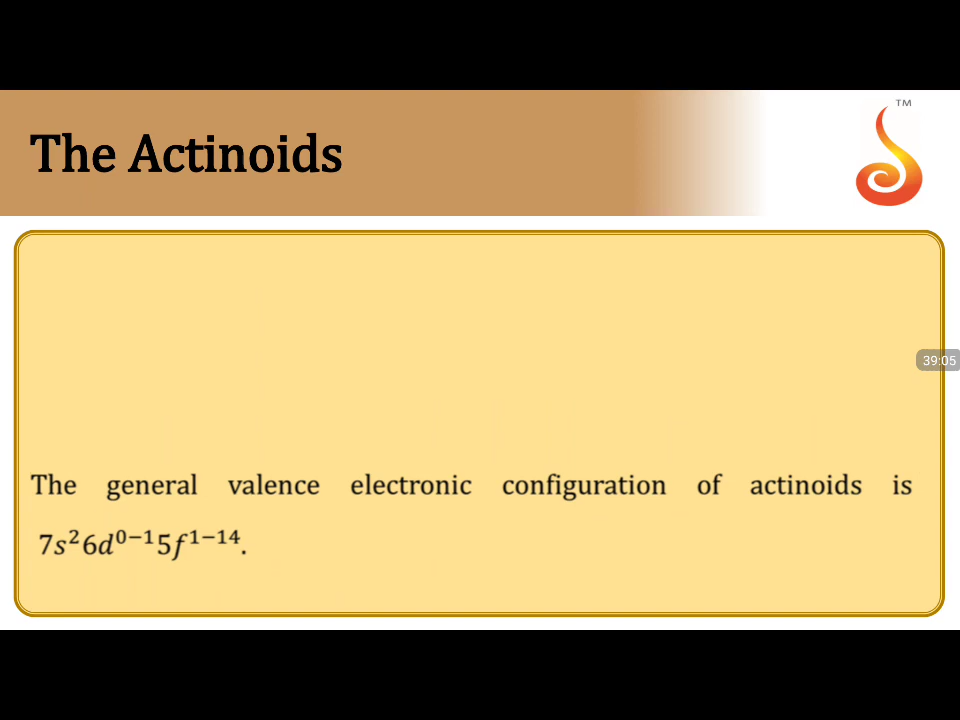 TM
The Actinoids
39:05
The general valence electronic configuration of actinoids is
7s²6d⁰⁻¹5f¹⁻¹⁴.